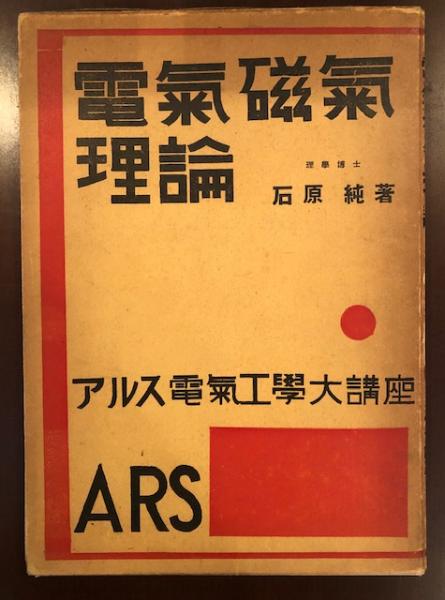 電氣磁氣
理論
理學博士
石原 純著
アルス電氣工學大講座
ARS